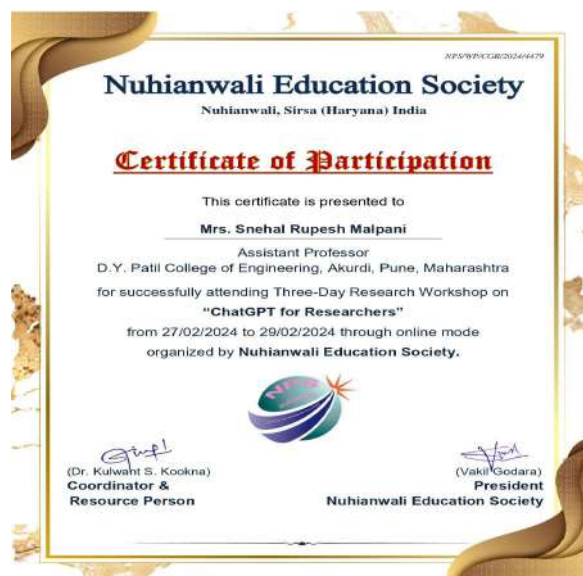 NPS/WP/CGR/2024/4479
Nuhianwali Education Society
Nuhianwali, Sirsa (Haryana) India
Certificate of Participation
This certificate is presented to
Mrs. Snehal Rupesh Malpani
Assistant Professor
D.Y. Patil College of Engineering, Akurdi, Pune, Maharashtra
for successfully attending Three-Day Research Workshop on
“ChatGPT for Researchers”
from 27/02/2024 to 29/02/2024 through online mode
organized by Nuhianwali Education Society.
NPS
(Dr. Kulwant S. Kookna)
Coordinator &
Resource Person
(Vakil Godara)
President
Nuhianwali Education Society